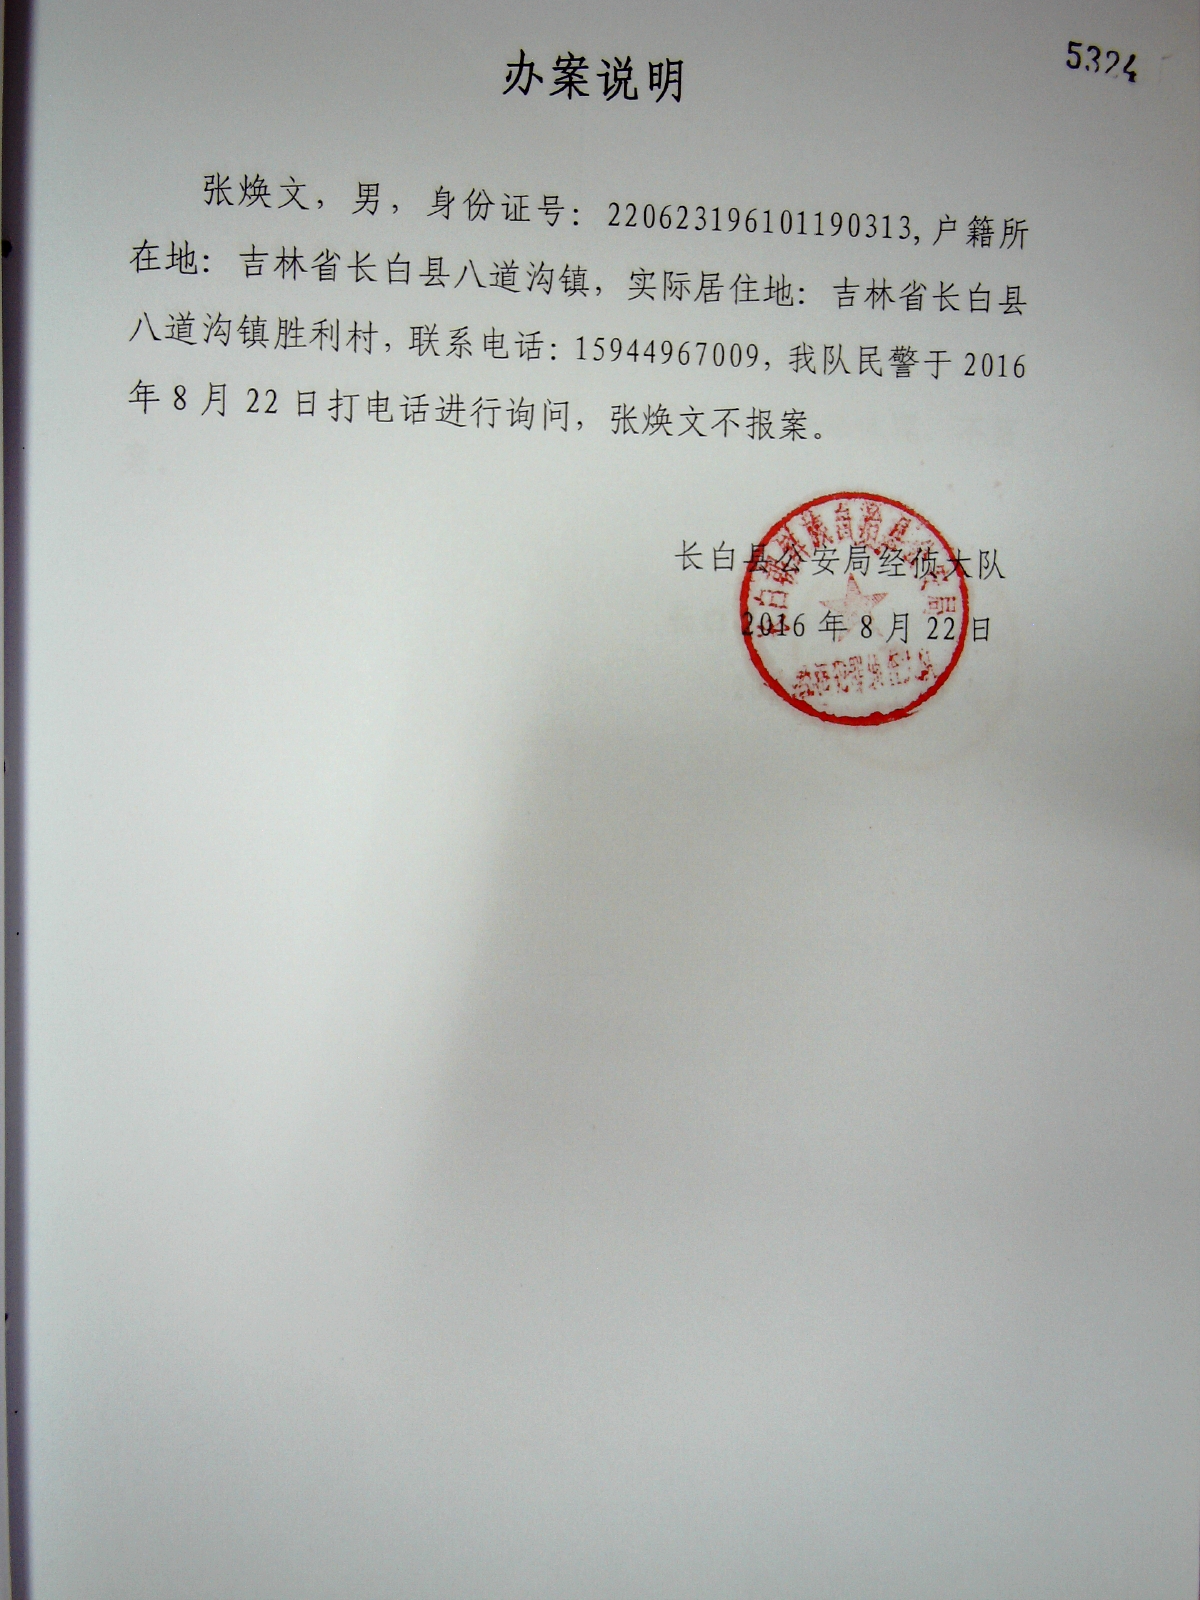 5324
办案说明
张焕文，男，身份证号：220623196101190313,户籍所
在地：吉林省长白县八道沟镇，实际居住地：吉林省长白县
八道沟镇胜利村，联系电话：15944967009，我队民警于2016
年8月22日打电话进行询问，张焕文不报案。
长白县公安局经侦大队
2016年8月22日